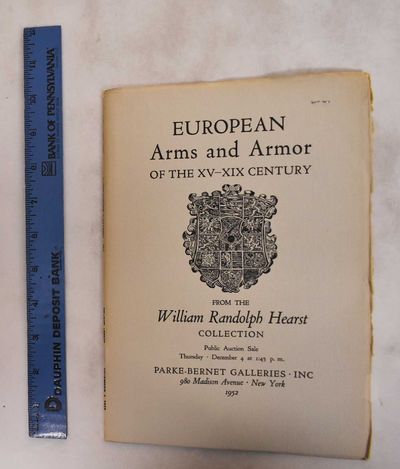 EUROPEAN
Arms and Armor
OF THE XV–XIX CENTURY
FROM THE
William Randolph Hearst
COLLECTION
Public Auction Sale
Thursday · December 4 at 1:45 p. m.
PARKE-BERNET GALLERIES · INC
980 Madison Avenue · New York
1952
DAUPHIN DEPOSIT BANK
BANK OF PENNSYLVANIA